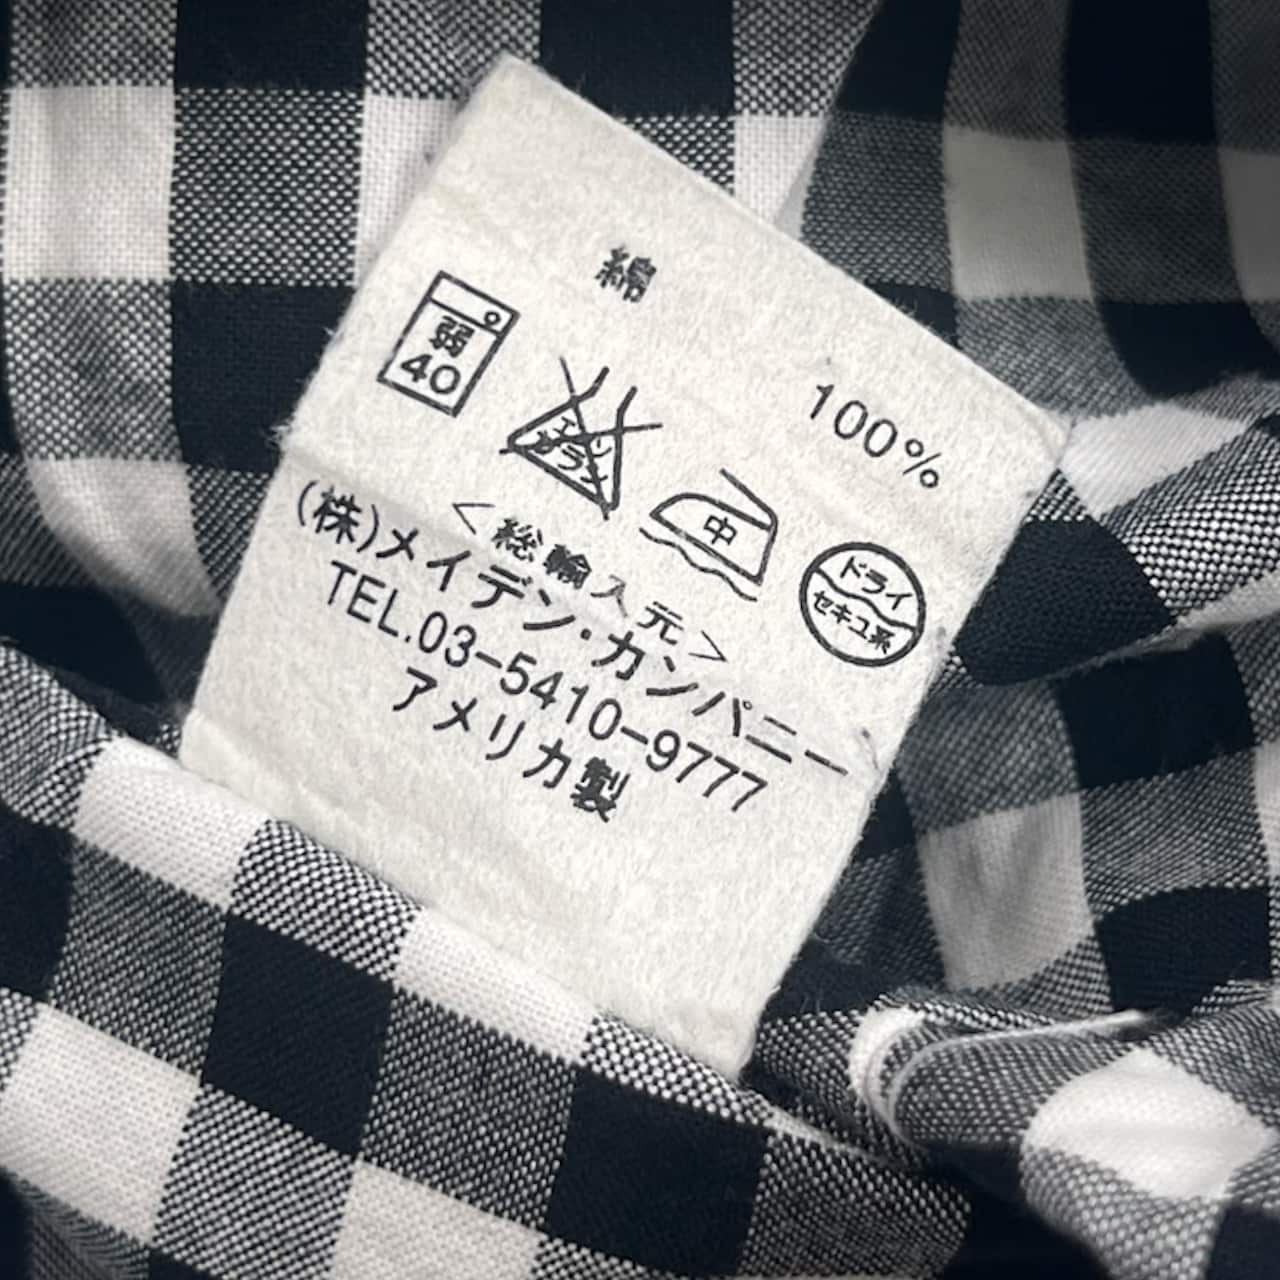 綿 100%
弱
40
エンソ
サラメ
中
ドライ
セキユ系
<総輸入元>
(株)メイデン・カンパニー
TEL.03-5410-9777
アメリカ製